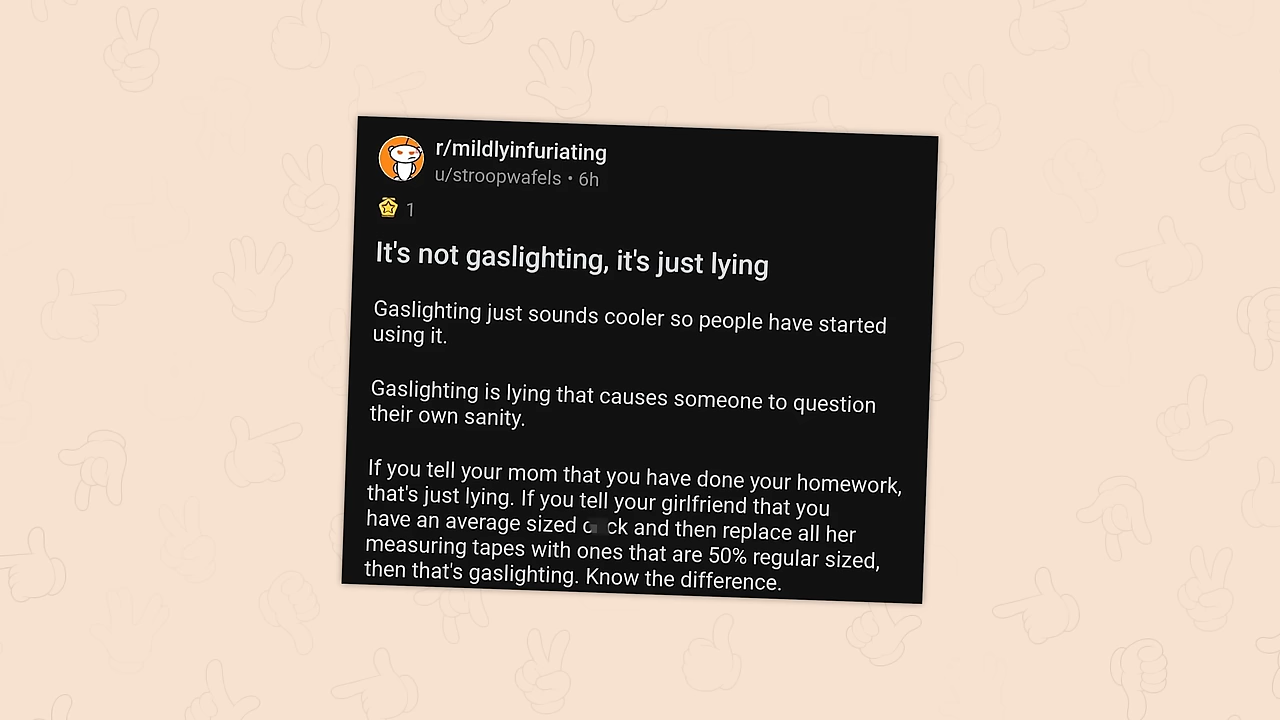 r/mildlyinfuriating
u/stroopwafels • 6h
1
It's not gaslighting, it's just lying
Gaslighting just sounds cooler so people have started
using it.
Gaslighting is lying that causes someone to question
their own sanity.
If you tell your mom that you have done your homework,
that's just lying. If you tell your girlfriend that you
have an average sized c ck and then replace all her
measuring tapes with ones that are 50% regular sized,
then that's gaslighting. Know the difference.